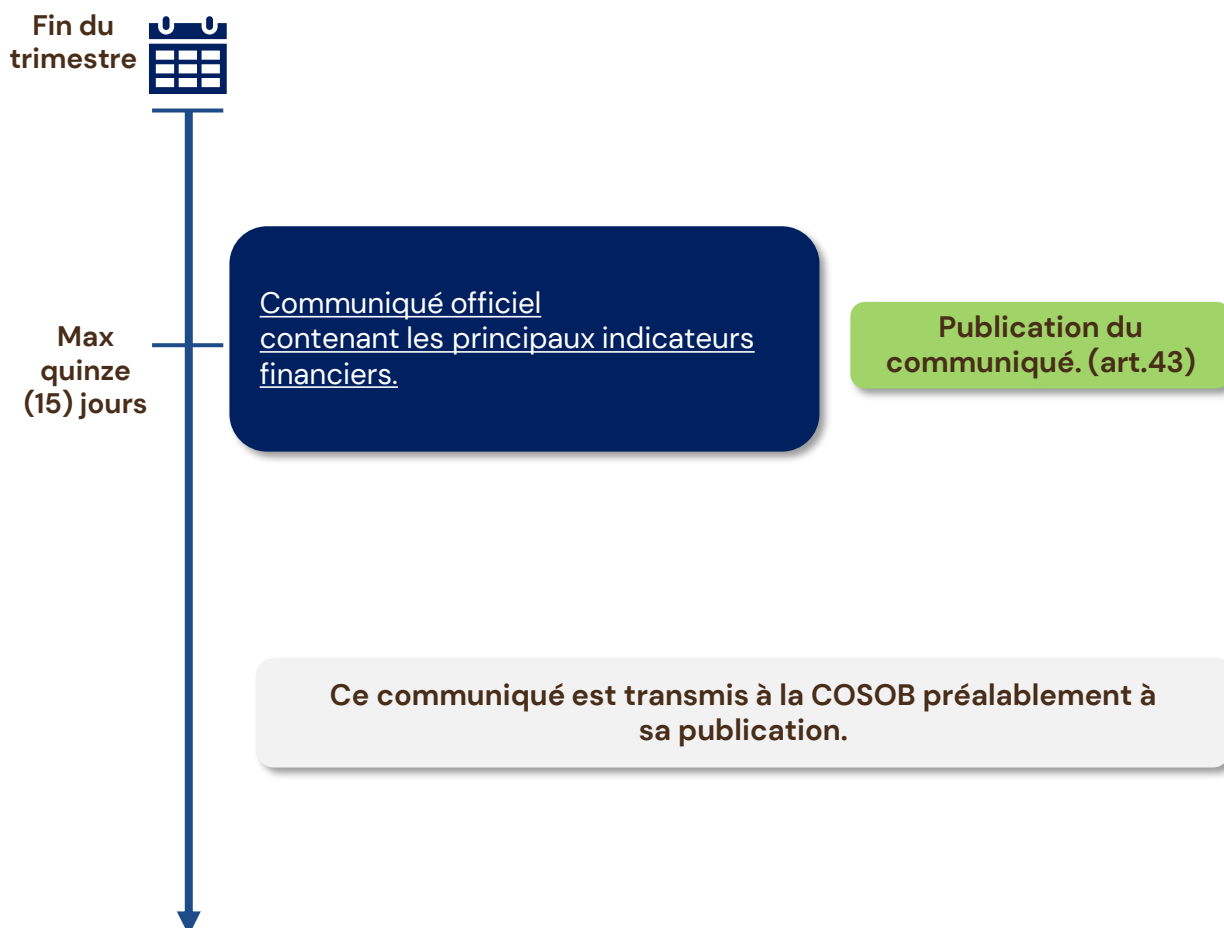 Fin du
trimestre
Communiqué officiel
contenant les principaux indicateurs
financiers.
Max
quinze
(15) jours
Publication du
communiqué. (art.43)
Ce communiqué est transmis à la COSOB préalablement à
sa publication.